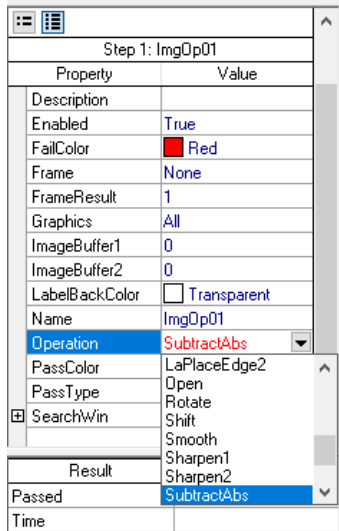 Step 1: ImgOp01
Property Value
Description
Enabled True
FailColor Red
Frame None
FrameResult 1
Graphics All
ImageBuffer1 0
ImageBuffer2 0
LabelBackColor Transparent
Name ImgOp01
Operation SubtractAbs
PassColor
PassType
SearchWin
LaPlaceEdge2
Open
Rotate
Shift
Smooth
Sharpen1
Sharpen2
SubtractAbs
Result
Passed
Time